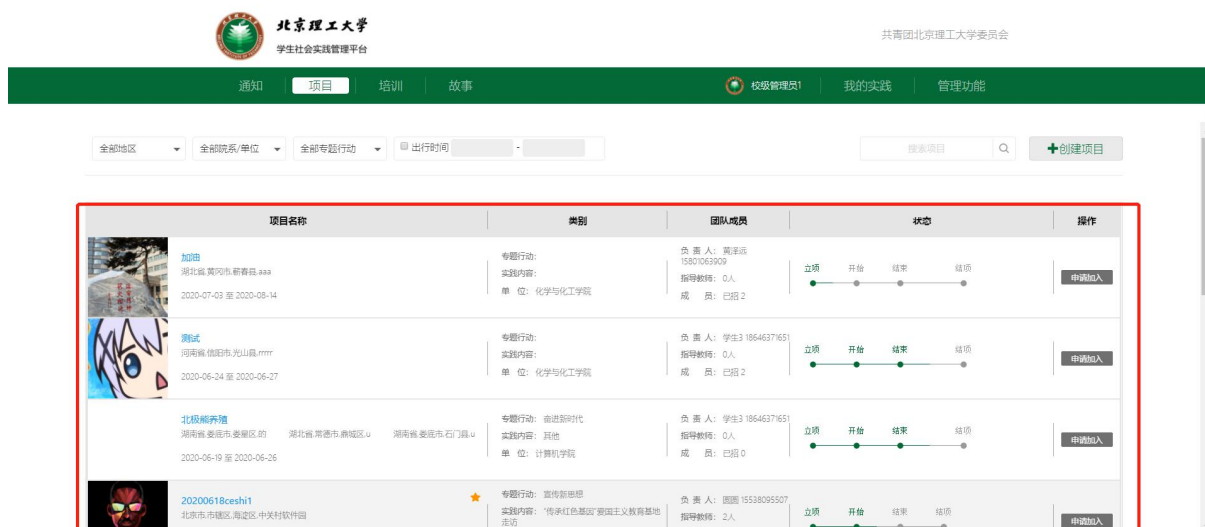 北京理工大学
学生社会实践管理平台
共青团北京理工大学委员会
通知 项目 培训 故事 校级管理员1 我的实践 管理功能
全部地区 全部院系/单位 全部专题行动 出行时间 - 搜索项目 创建项目
项目名称 类别 团队成员 状态 操作
加油
湖北省.黄冈市.蕲春县.aaa
2020-07-03 至 2020-08-14
专题行动:
实践内容:
单 位: 化学与化工学院
负 责 人: 黄泽远
15801063909
指导教师: 0人
成 员: 已招 2
立项 开始 结束 结项
申请加入
测试
河南省.信阳市.光山县.rrrrr
2020-06-24 至 2020-06-27
专题行动:
实践内容:
单 位: 化学与化工学院
负 责 人: 学生3 18646371651
指导教师: 0人
成 员: 已招 2
立项 开始 结束 结项
申请加入
北极熊养殖
湖南省.娄底市.娄星区.的 湖北省.常德市.鼎城区.u 湖南省.娄底市.石门县.u
2020-06-19 至 2020-06-26
专题行动: 奋进新时代
实践内容: 其他
单 位: 计算机学院
负 责 人: 学生3 18646371651
指导教师: 0人
成 员: 已招 0
立项 开始 结束 结项
申请加入
20200618ceshi1
北京市.市辖区.海淀区.中关村软件园
专题行动: 宣传新思想
实践内容: “传承红色基因”爱国主义教育基地
走访
负 责 人: 圆圆 15538095507
指导教师: 2人
立项 开始 结束 结项
申请加入